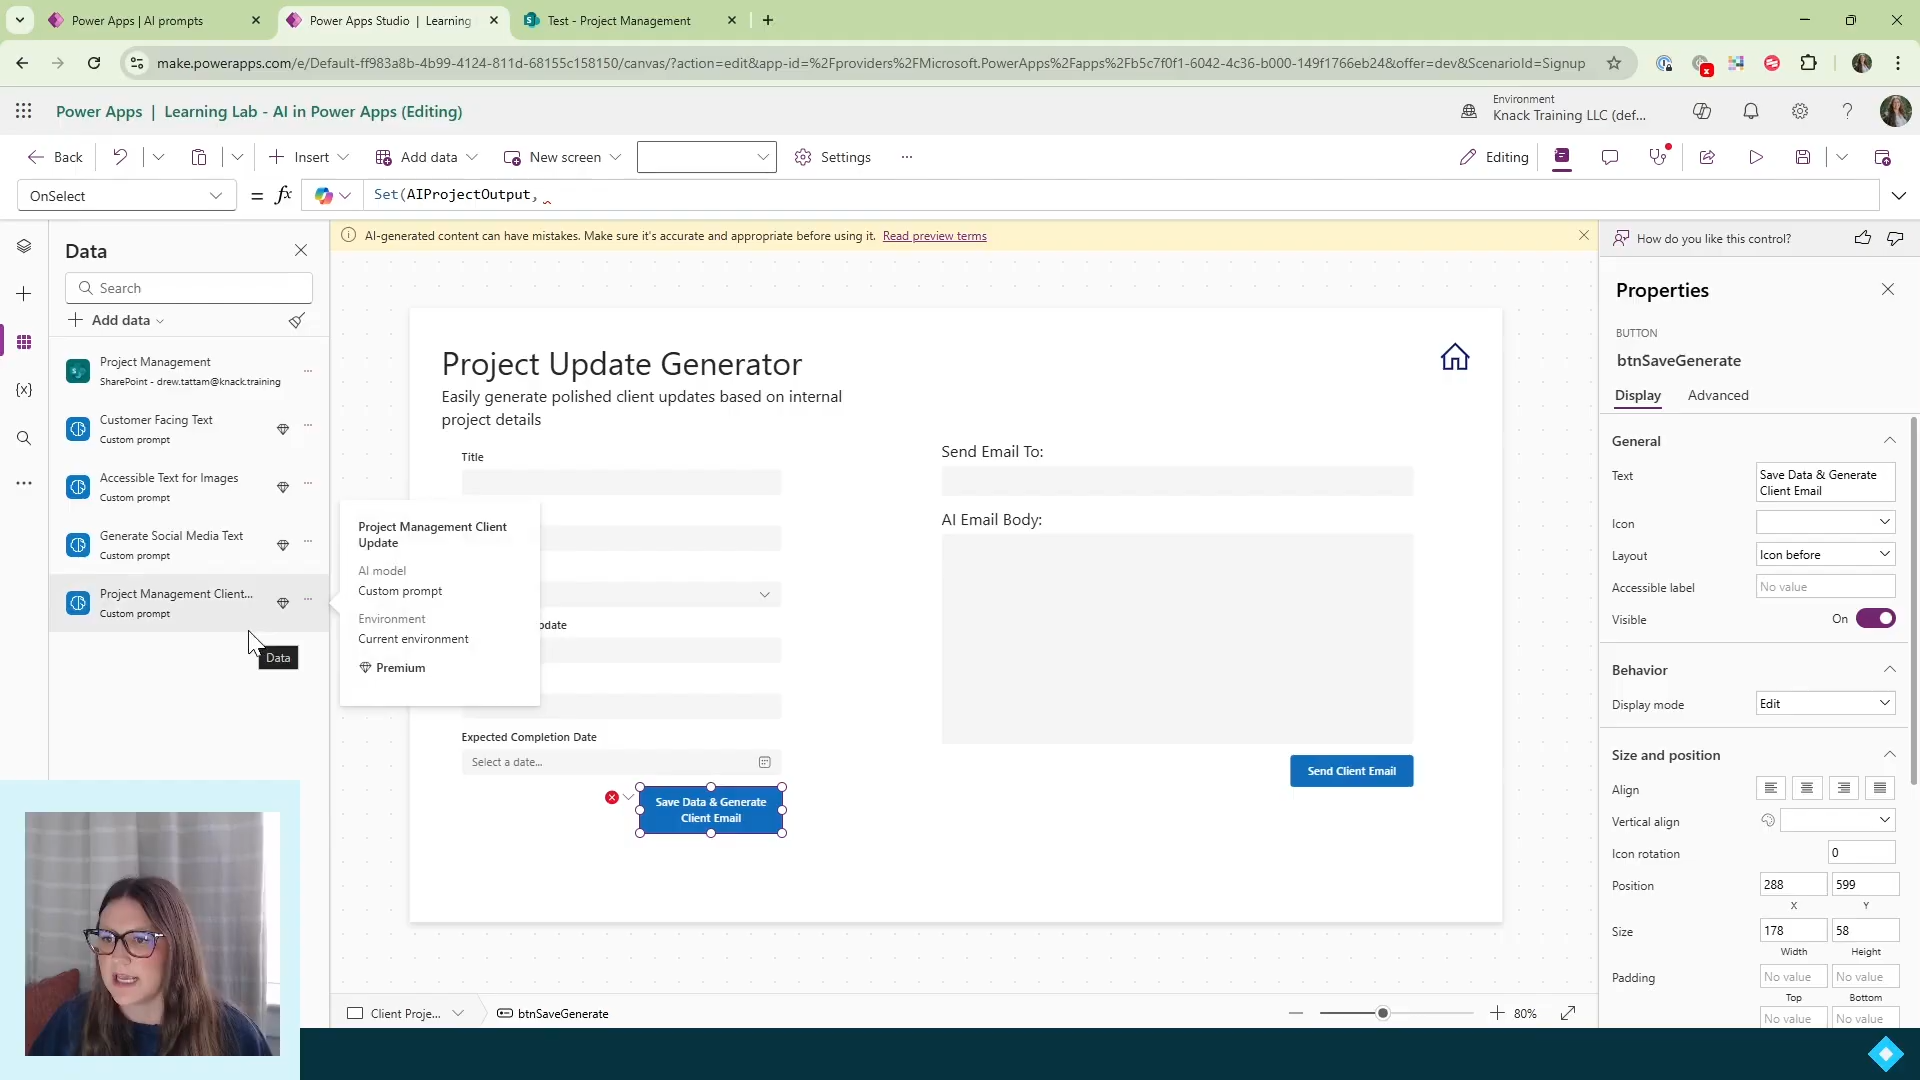 Power Apps | AI prompts
Power Apps Studio | Learning
Test - Project Management
make.powerapps.com/e/Default-ff983a8b-4b99-4124-811d-68155c158150/canvas/?action=edit&app-id=%2Fproviders%2FMicrosoft.PowerApps%2Fapps%2Fb5c7f0f1-6042-4c36-b000-149f1766eb24&offer=dev&ScenarioId=Signup
Power Apps | Learning Lab - AI in Power Apps (Editing)
Environment
Knack Training LLC (def...
Back
Insert
Add data
New screen
Settings
Editing
OnSelect
= fx
Set(AIProjectOutput,
Data
Search
Add data
Project Management
SharePoint - drew.tattam@knack.training
Customer Facing Text
Custom prompt
Accessible Text for Images
Custom prompt
Generate Social Media Text
Custom prompt
Project Management Client...
Custom prompt
Data
Project Management Client
Update
AI model
Custom prompt
Environment
Current environment
Premium
AI-generated content can have mistakes. Make sure it's accurate and appropriate before using it. Read preview terms
Project Update Generator
Easily generate polished client updates based on internal
project details
Title
Expected Completion Date
Select a date...
Save Data & Generate
Client Email
Send Email To:
AI Email Body:
Send Client Email
Client Proje...
btnSaveGenerate
80%
How do you like this control?
Properties
BUTTON
btnSaveGenerate
Display
Advanced
General
Text
Save Data & Generate
Client Email
Icon
Layout
Icon before
Accessible label
No value
Visible
On
Behavior
Display mode
Edit
Size and position
Align
Vertical align
Icon rotation
0
Position
288
599
X
Y
Size
178
58
Width
Height
Padding
No value
No value
Top
Bottom
No value
No value